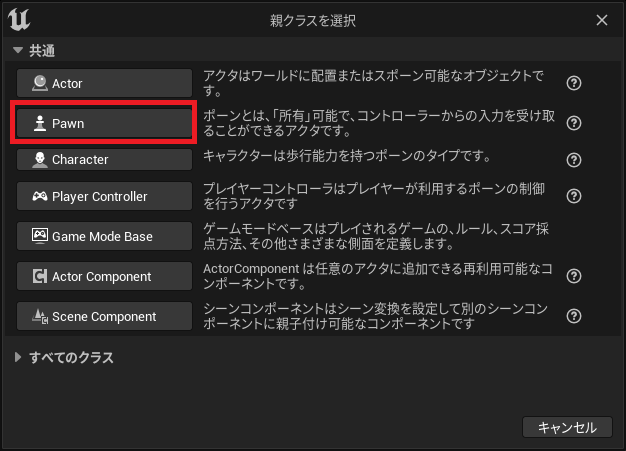 親クラスを選択
共通
Actor
アクタはワールドに配置またはスポーン可能なオブジェクトで
す。
Pawn
ポーンとは、「所有」可能で、コントローラーからの入力を受け取
ることができるアクタです。
Character
キャラクターは歩行能力を持つポーンのタイプです。
Player Controller
プレイヤーコントローラはプレイヤーが利用するポーンの制御
を行うアクタです
Game Mode Base
ゲームモードベースはプレイされるゲームの、ルール、スコア採
点方法、その他さまざまな側面を定義します。
Actor Component
ActorComponent は任意のアクタに追加できる再利用可能なコ
ンポーネントです。
Scene Component
シーンコンポーネントはシーン変換を設定して別のシーンコン
ポーネントに親子付け可能なコンポーネントです
すべてのクラス
キャンセル